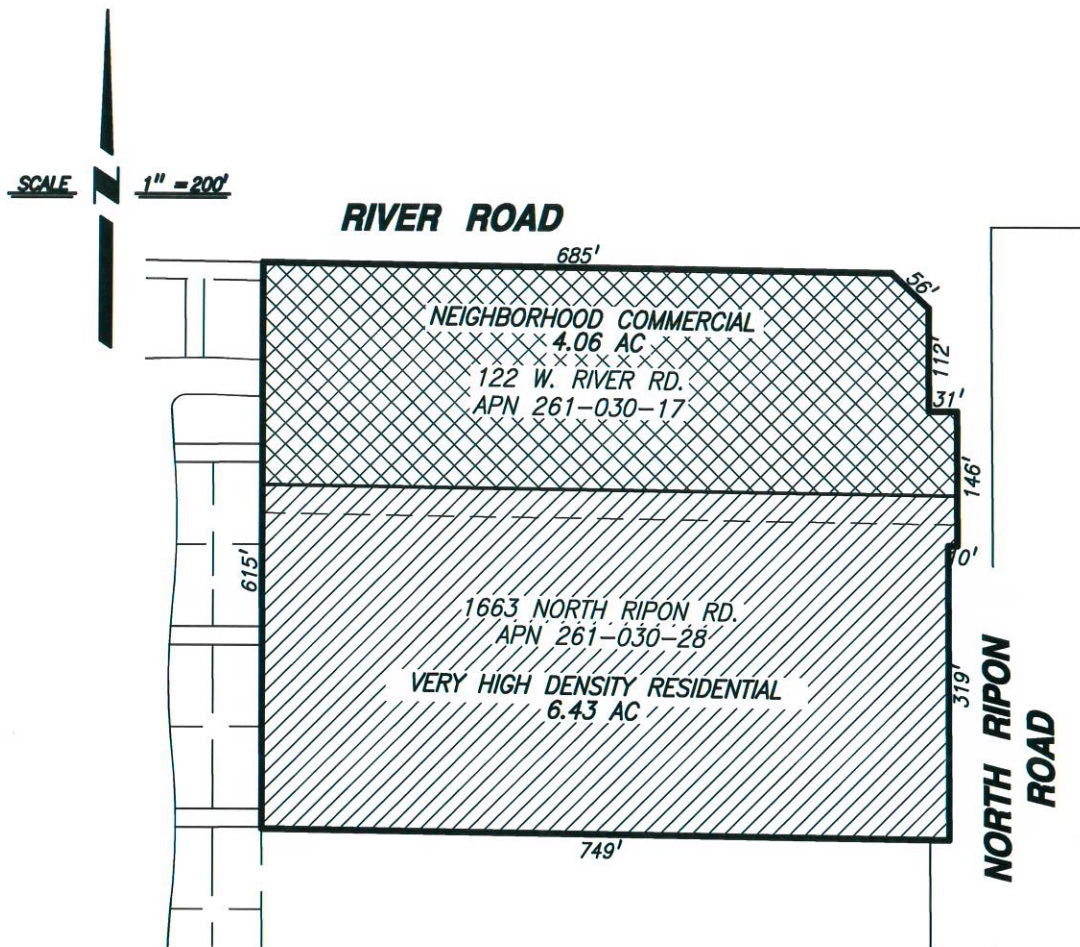 SCALE N 1" = 200'
RIVER ROAD
685'
56'
NEIGHBORHOOD COMMERCIAL
4.06 AC
122 W. RIVER RD.
APN 261-030-17
112'
31'
146'
10'
615'
1663 NORTH RIPON RD.
APN 261-030-28
VERY HIGH DENSITY RESIDENTIAL
6.43 AC
319'
NORTH RIPON
ROAD
749'